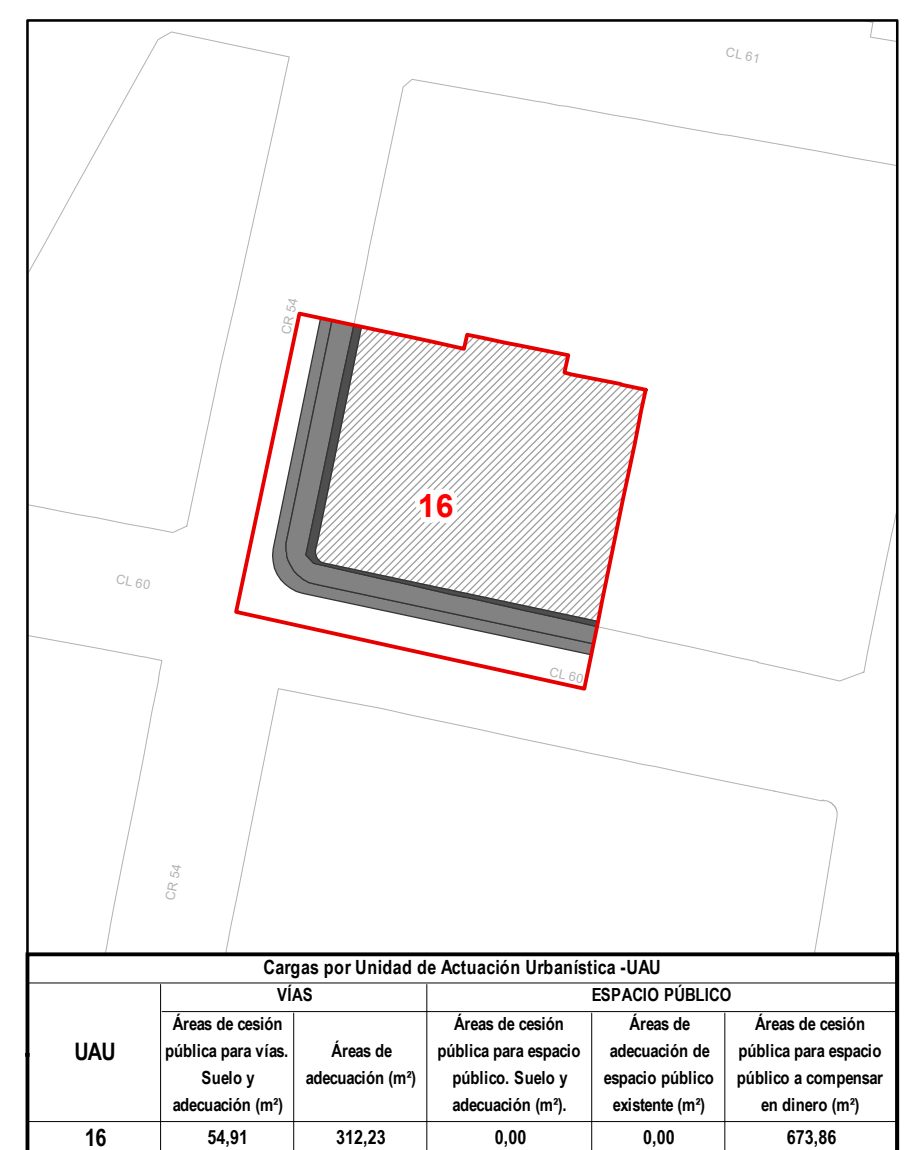 CL 61
CR 54
16
CL 60
CL 60
CR 54
Cargas por Unidad de Actuación Urbanística -UAU
UAU
VÍAS
ESPACIO PÚBLICO
Áreas de cesión
pública para vías.
Suelo y
adecuación (m²)
Áreas de
adecuación (m²)
Áreas de cesión
pública para espacio
público. Suelo y
adecuación (m²).
Áreas de
adecuación de
espacio público
existente (m²)
Áreas de cesión
pública para espacio
público a compensar
en dinero (m²)
16 54,91 312,23 0,00 0,00 673,86